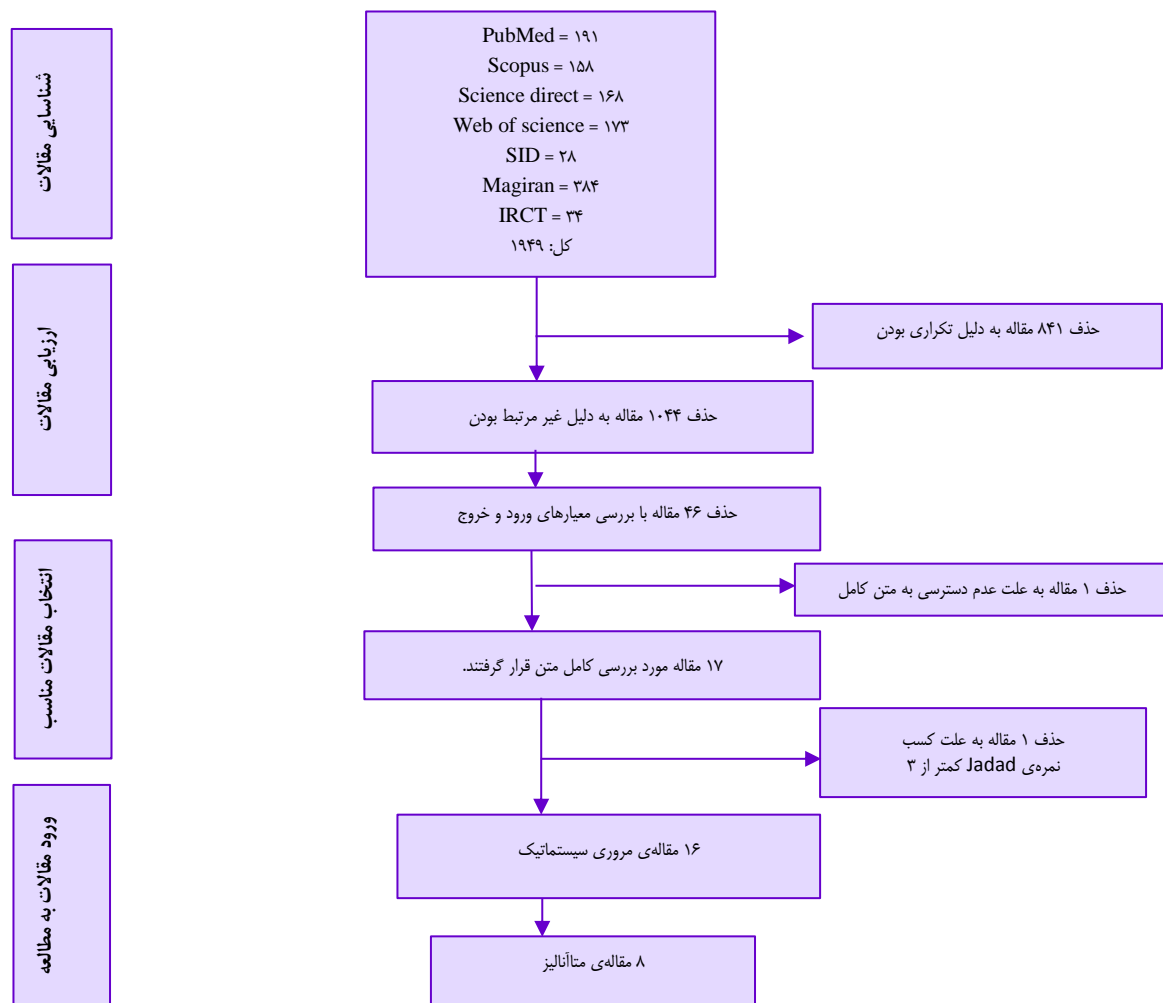 شناسایی مقالات
PubMed = ۱۹۱
Scopus = ۱۵۸
Science direct = ۱۶۸
Web of science = ۱۷۳
SID = ۲۸
Magiran = ۳۸۴
IRCT = ۳۴
کل: ۱۹۴۹
ارزیابی مقالات
حذف ۸۴۱ مقاله به دلیل تکراری بودن
حذف ۱۰۴۴ مقاله به دلیل غیر مرتبط بودن
حذف ۴۶ مقاله با بررسی معیارهای ورود و خروج
انتخاب مقالات مناسب
حذف ۱ مقاله به علت عدم دسترسی به متن کامل
۱۷ مقاله مورد بررسی کامل متن قرار گرفتند.
حذف ۱ مقاله به علت کسب
نمره‌ی Jadad کمتر از ۳
ورود مقالات به مطالعه
۱۶ مقاله‌ی مروری سیستماتیک
۸ مقاله‌ی متاآنالیز